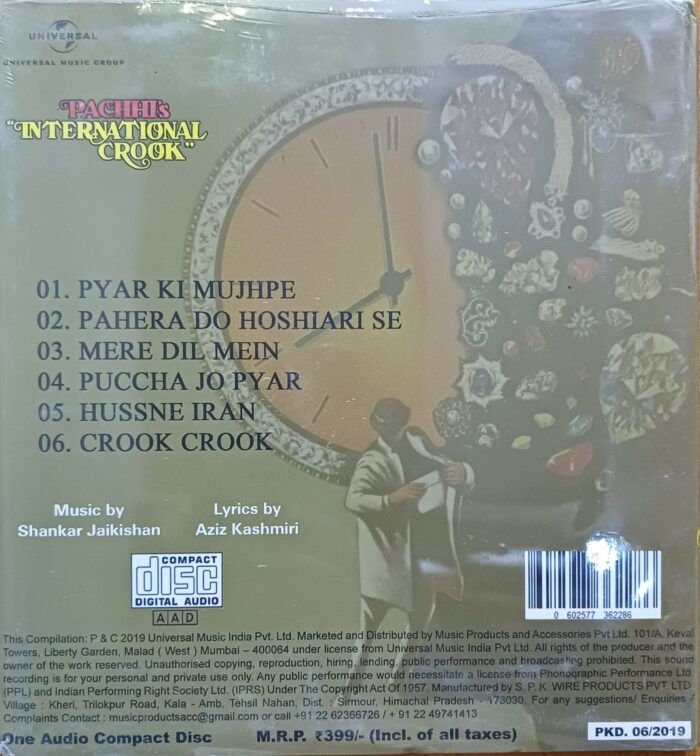 UNIVERSAL
UNIVERSAL MUSIC GROUP
PACHHI's
"INTERNATIONAL
CROOK"
01. PYAR KI MUJHPE
02. PAHERA DO HOSHIARI SE
03. MERE DIL MEIN
04. PUCCHA JO PYAR
05. HUSSNE IRAN
06. CROOK CROOK
Music by
Shankar Jaikishan
Lyrics by
Aziz Kashmiri
COMPACT
disc
DIGITAL AUDIO
A A D
0 602577 362286
This Compilation: P & C 2019 Universal Music India Pvt. Ltd. Marketed and Distributed by Music Products and Accessories Pvt Ltd. 101/A, Keval
Towers, Liberty Garden, Malad ( West ) Mumbai – 400064 under license from Universal Music India Pvt Ltd. All rights of the producer and the
owner of the work reserved. Unauthorised copying, reproduction, hiring, lending, public performance and broadcasting prohibited. This sound
recording is for your personal and private use only. Any public performance would necessitate a license from Phonographic Performance Ltd.
(PPL) and Indian Performing Right Society Ltd. (IPRS) Under The Copyright Act Of 1957. Manufactured by S. P. K WIRE PRODUCTS PVT LTD
Village : Kheri, Trilokpur Road, Kala - Amb, Tehsil Nahan, Dist. : Sirmour, Himachal Pradesh - 173030. For any suggestions/ Enquiries /
Complaints Contact : musicproductsacc@gmail.com or call +91 22 62366726 / + 91 22 49741413
One Audio Compact Disc
M.R.P. ₹399/- (Incl. of all taxes)
PKD. 06/2019